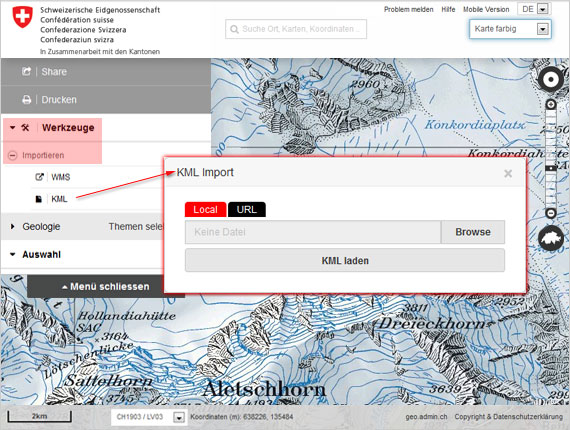 Schweizerische Eidgenossenschaft
Confédération suisse
Confederazione Svizzera
Confederaziun svizra
In Zusammenarbeit mit den Kantonen
Problem melden Hilfe Mobile Version DE
Suche Ort, Karten, Koordinaten...
Karte farbig
Share
Drucken
Werkzeuge
Importieren
WMS
KML
Geologie Themen sele
Auswahl
Menü schliessen
KML Import
Local URL
Keine Datei Browse
KML laden
2960
Konkordiaplatz
Hollandiahütte
SAC
3164
Lötschenlücke
Sattelhorn
Aletschhorn
3811
Dreieckhorn
2952
3639
2km
CH1903 / LV03 Koordinaten (m): 638226, 135484
geo.admin.ch Copyright & Datenschutzerklärung